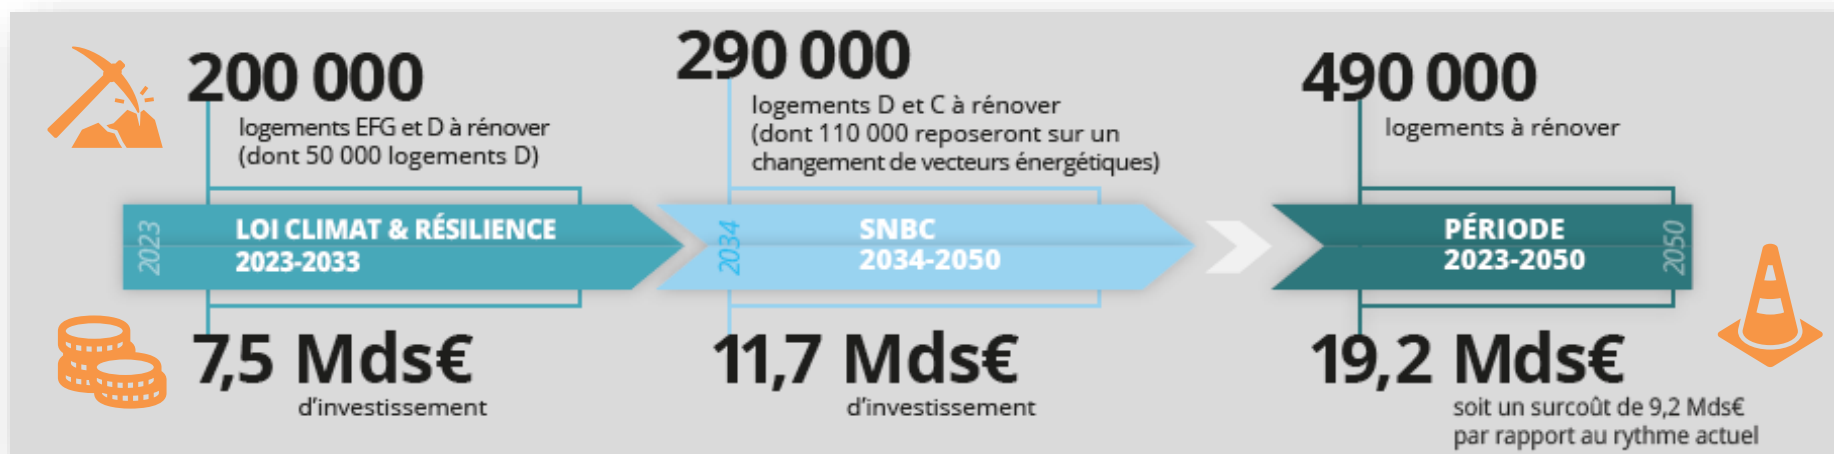 200 000
logements EFG et D à rénover
(dont 50 000 logements D)
290 000
logements D et C à rénover
(dont 110 000 reposeront sur un
changement de vecteurs énergétiques)
490 000
logements à rénover
2023
LOI CLIMAT & RÉSILIENCE
2023-2033
2034
SNBC
2034-2050
PÉRIODE
2023-2050
2050
7,5 Mds€
d'investissement
11,7 Mds€
d'investissement
19,2 Mds€
soit un surcoût de 9,2 Mds€
par rapport au rythme actuel